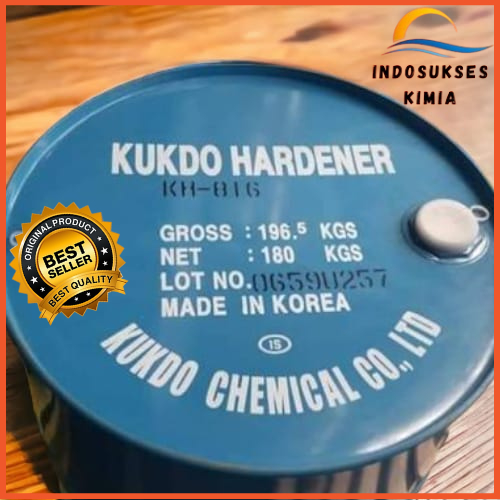 INDOSUKSES
KIMIA
KUKDO HARDENER
KH-816
GROSS : 196.5 KGS
NET : 180 KGS
LOT NO. 0659U257
MADE IN KOREA
IS
KUKDO CHEMICAL CO., LTD
ORIGINAL PRODUCT
BEST
SELLER
BEST QUALITY